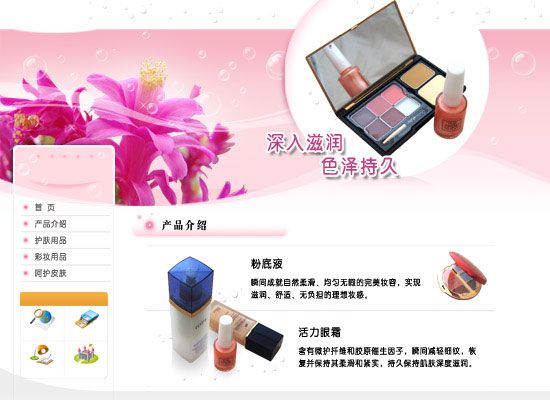 深入滋润
色泽持久
首 页
产品介绍
护肤用品
彩妆用品
呵护皮肤
产品介绍
粉底液
瞬间成就自然柔滑、均匀无瑕的完美妆容，实现
滋润、舒适、无负担的理想妆感。
活力眼霜
含有微护纤维和胶原催生因子，瞬间减轻细纹，恢
复并保持其柔滑和紧实，持久保持肌肤深度滋润。